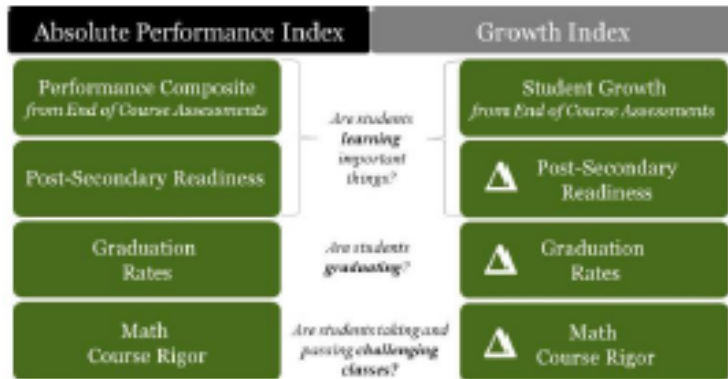 Absolute Performance Index
Growth Index
Performance Composite
from End of Course Assessments
Are students
learning
important
things?
Student Growth
from End of Course Assessments
Post-Secondary Readiness
Δ Post-Secondary
Readiness
Graduation
Rates
Are students
graduating?
Δ Graduation
Rates
Math
Course Rigor
Are students taking and
passing challenging
classes?
Δ Math
Course Rigor